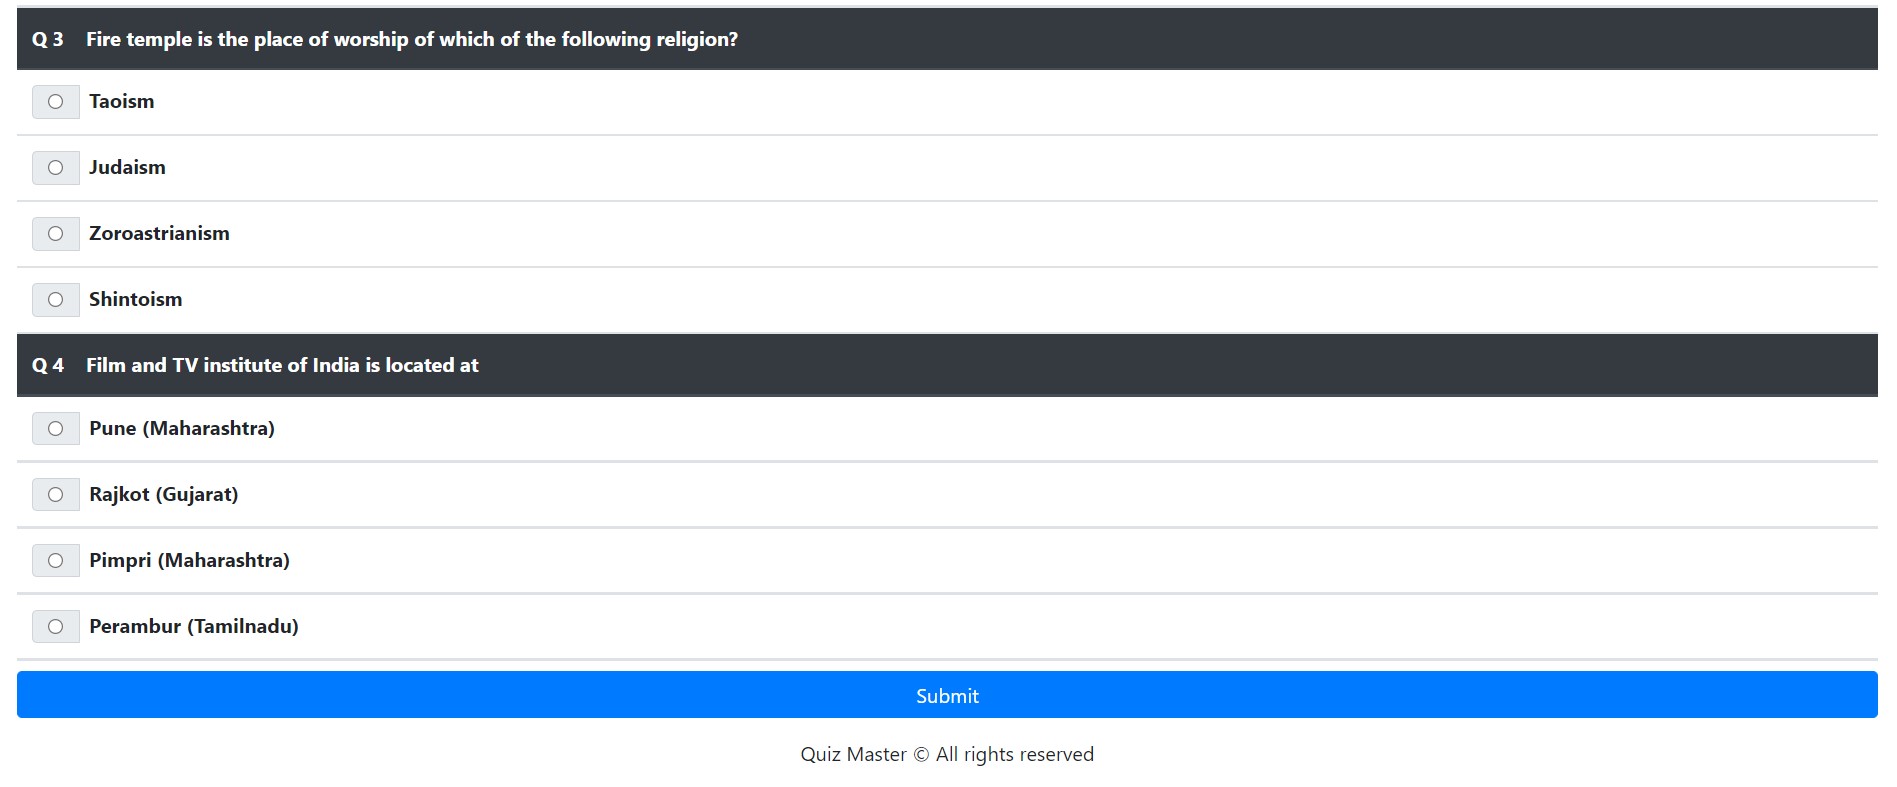 Q 3 Fire temple is the place of worship of which of the following religion?
Taoism
Judaism
Zoroastrianism
Shintoism
Q 4 Film and TV institute of India is located at
Pune (Maharashtra)
Rajkot (Gujarat)
Pimpri (Maharashtra)
Perambur (Tamilnadu)
Submit
Quiz Master © All rights reserved